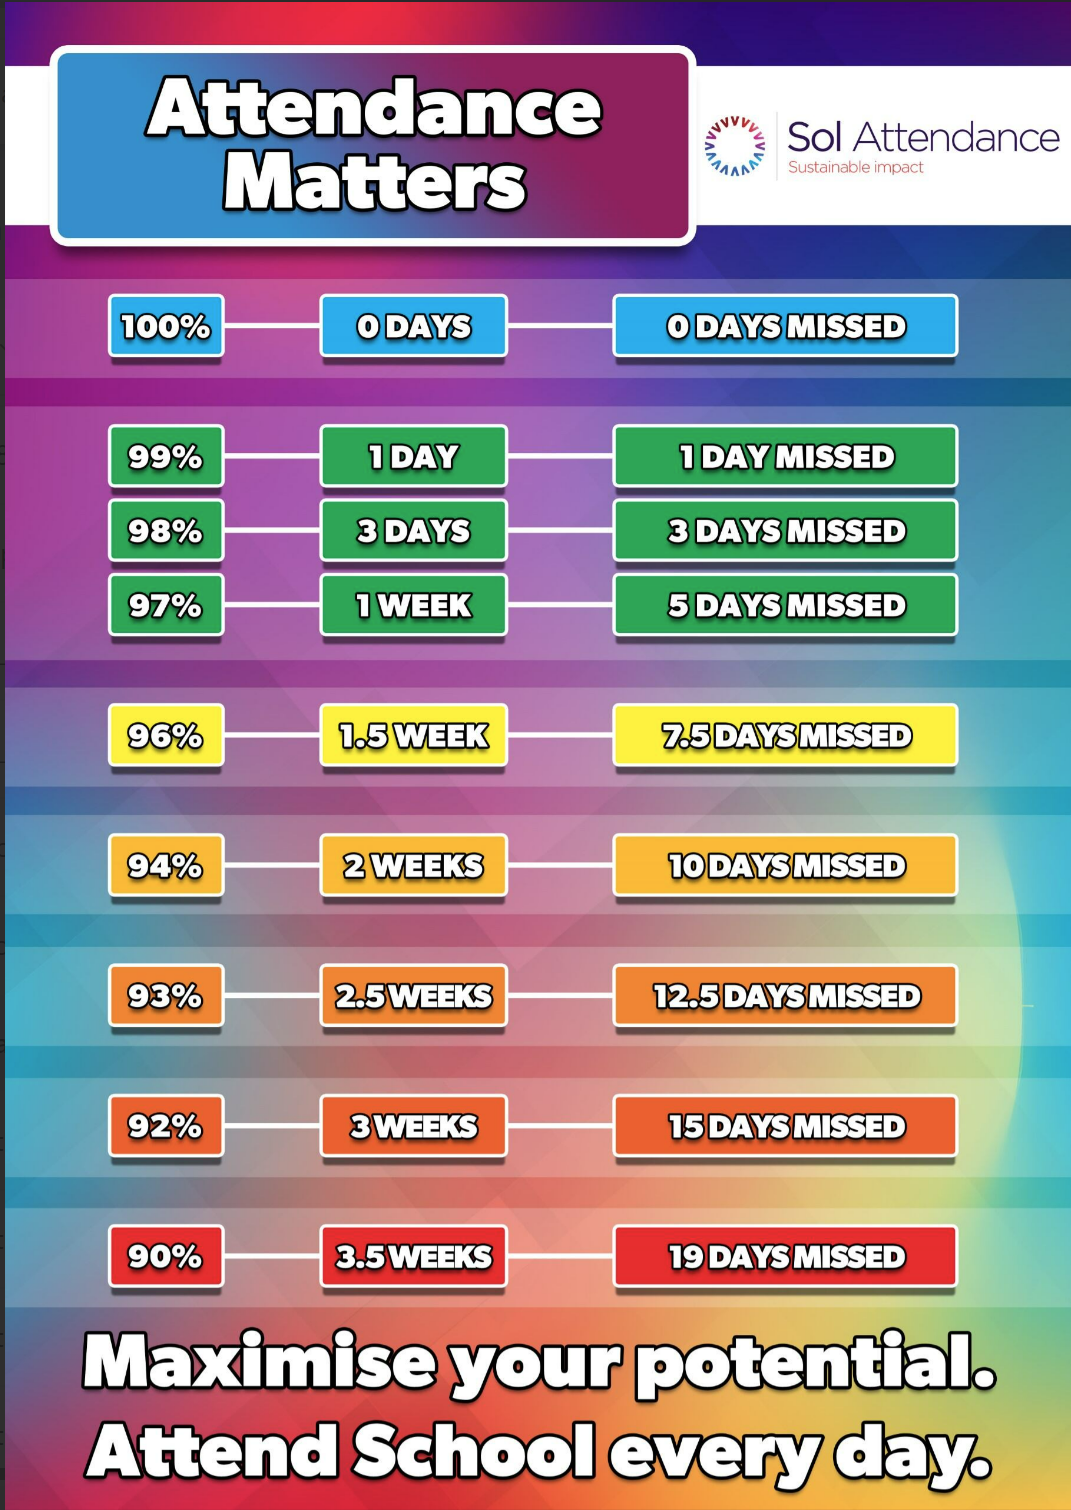 Attendance
Matters
Sol Attendance
Sustainable impact
100% 0 DAYS 0 DAYS MISSED
99% 1 DAY 1 DAY MISSED
98% 3 DAYS 3 DAYS MISSED
97% 1 WEEK 5 DAYS MISSED
96% 1.5 WEEK 7.5 DAYS MISSED
94% 2 WEEKS 10 DAYS MISSED
93% 2.5 WEEKS 12.5 DAYS MISSED
92% 3 WEEKS 15 DAYS MISSED
90% 3.5 WEEKS 19 DAYS MISSED
Maximise your potential.
Attend School every day.